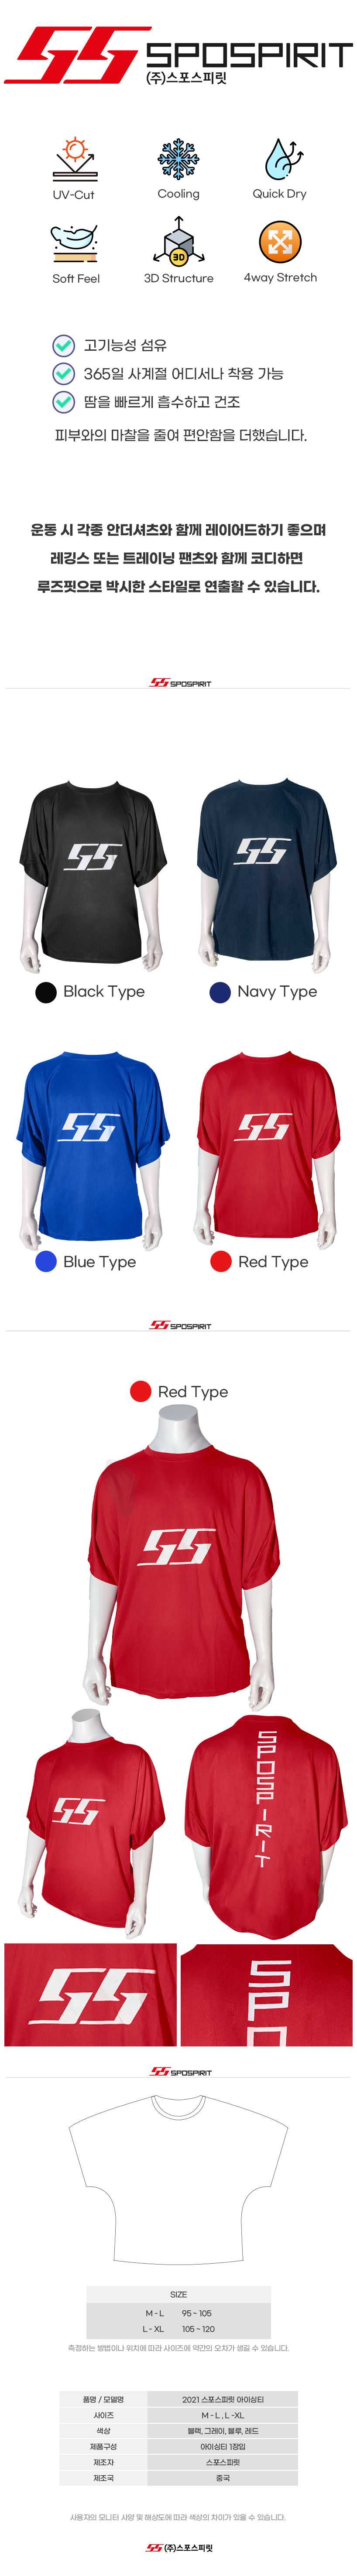 SS SPOSPIRIT
(주)스포스피릿
UV-Cut
Cooling
Quick Dry
3D
Soft Feel
3D Structure
4way Stretch
고기능성 섬유
365일 사계절 어디서나 착용 가능
땀을 빠르게 흡수하고 건조
피부와의 마찰을 줄여 편안함을 더했습니다.
운동 시 각종 안더셔츠와 함께 레이어드하기 좋으며
레깅스 또는 트레이닝 팬츠와 함께 코디하면
루즈핏으로 박시한 스타일로 연출할 수 있습니다.
SS SPOSPIRIT
SS
SS
Black Type
Navy Type
SS
SS
Blue Type
Red Type
SS SPOSPIRIT
Red Type
SS
SS
SPOSPIRIT
SS
SPO
SS SPOSPIRIT
SIZE
M - L 95 ~ 105
L - XL 105 ~ 120
측정하는 방법이나 위치에 따라 사이즈에 약간의 오차가 생길 수 있습니다.
품명 / 모델명 2021 스포스피릿 아이싱티
사이즈 M - L , L -XL
색상 블랙, 그레이, 블루, 레드
제품구성 아이싱티 1장입
제조자 스포스피릿
제조국 중국
사용자의 모니터 사양 및 해상도에 따라 색상의 차이가 있을 수 있습니다.
SS (주)스포스피릿